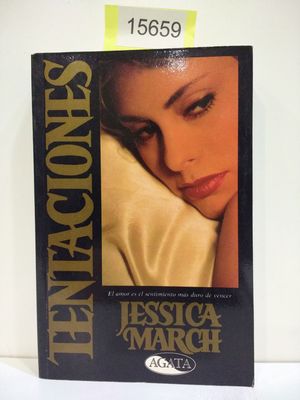 15659
TENTACIONES
El amor es el sentimiento más duro de vencer
JESSICA
MARCH
AGATA